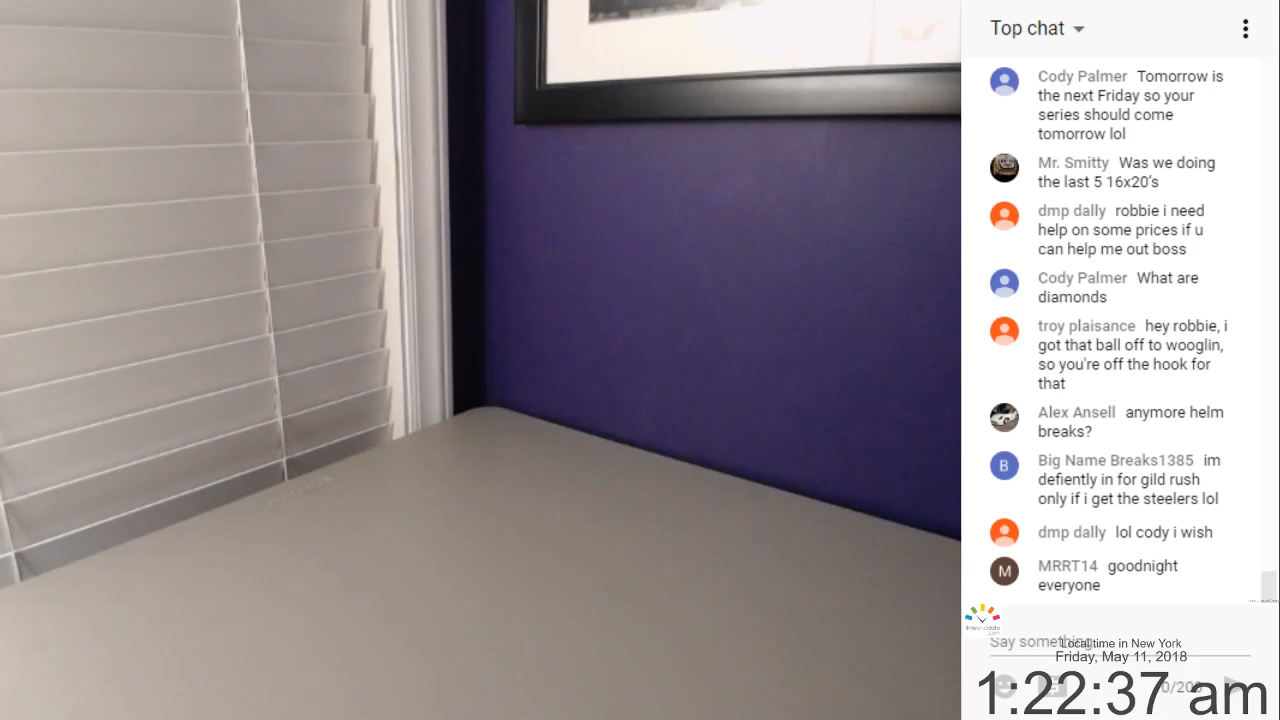 Top chat
Cody Palmer Tomorrow is
the next Friday so your
series should come
tomorrow lol
Mr. Smitty Was we doing
the last 5 16x20's
dmp dally robbie i need
help on some prices if u
can help me out boss
Cody Palmer What are
diamonds
troy plaisance hey robbie, i
got that ball off to wooglin,
so you're off the hook for
that
Alex Ansell anymore helm
breaks?
B
Big Name Breaks1385 im
defiently in for gild rush
only if i get the steelers lol
dmp dally lol cody i wish
M
MRRT14 goodnight
everyone
Say something...
Local time in New York
Friday, May 11, 2018
0/200
1:22:37 am